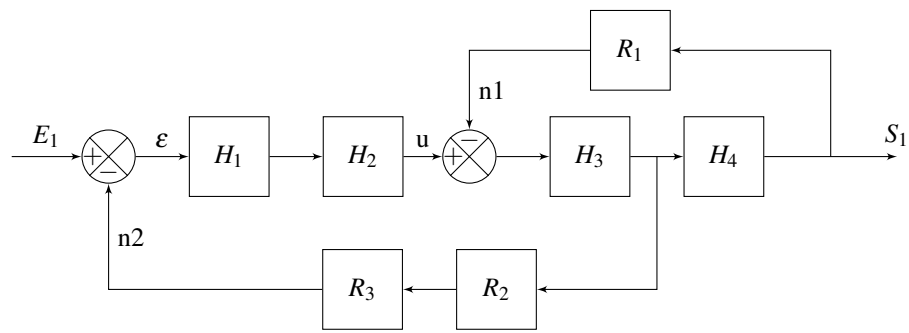 R₁
n1
E₁
ε
H₁
H₂
u
H₃
H₄
S₁
+
−
+
−
n2
R₃
R₂